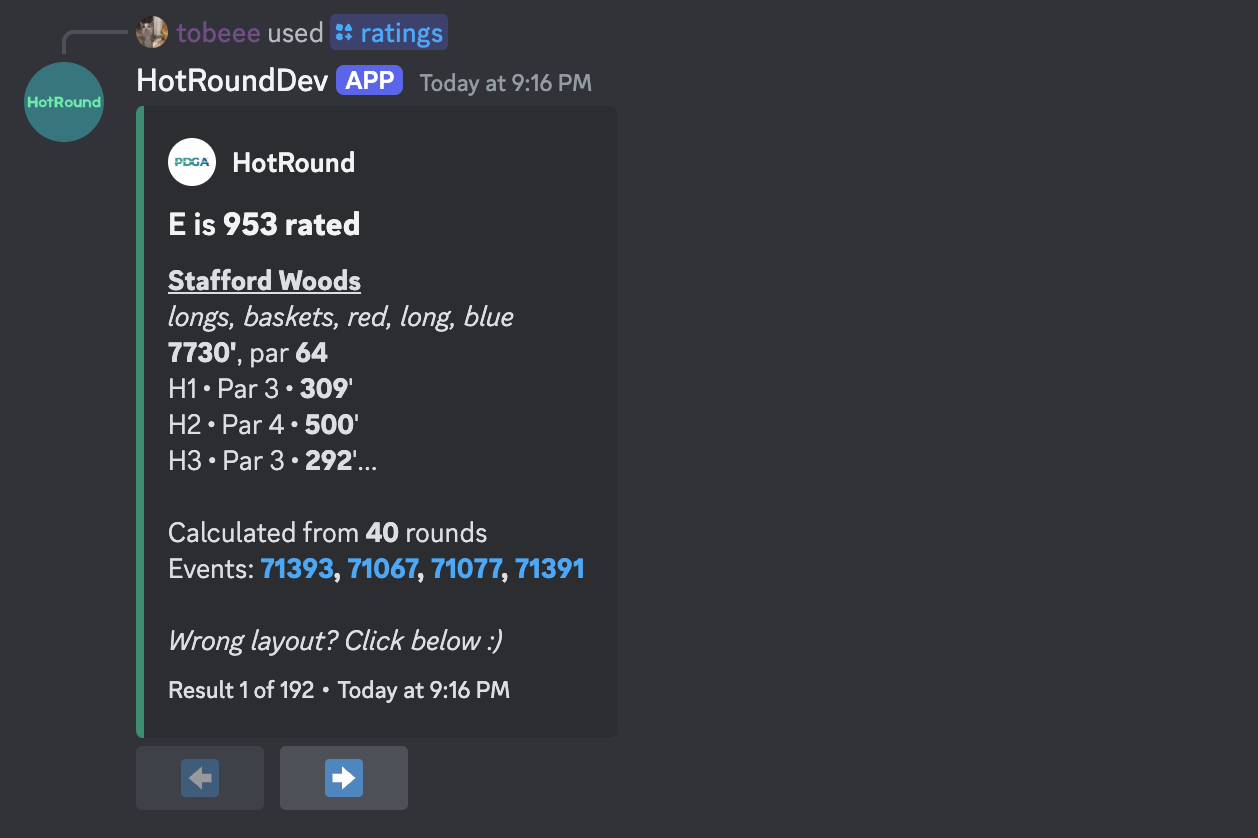 tobeee used ratings
HotRound
HotRoundDev APP Today at 9:16 PM
PDGA HotRound
E is 953 rated
Stafford Woods
longs, baskets, red, long, blue
7730', par 64
H1 • Par 3 • 309'
H2 • Par 4 • 500'
H3 • Par 3 • 292'...
Calculated from 40 rounds
Events: 71393, 71067, 71077, 71391
Wrong layout? Click below :)
Result 1 of 192 • Today at 9:16 PM